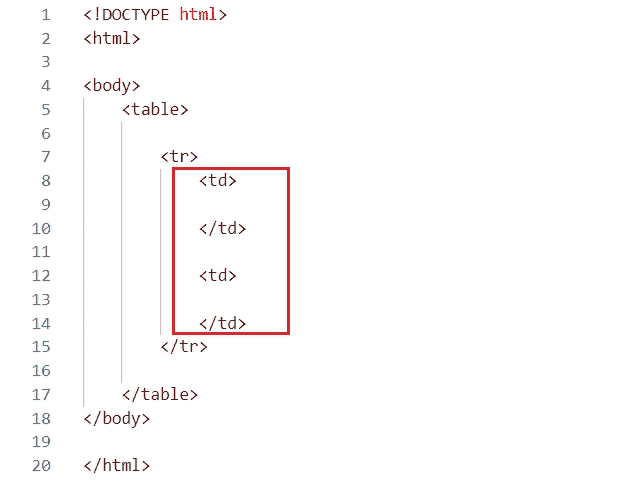 1 <!DOCTYPE html>
2 <html>
3
4 <body>
5 <table>
6
7 <tr>
8 <td>
9
10 </td>
11
12 <td>
13
14 </td>
15 </tr>
16
17 </table>
18 </body>
19
20 </html>